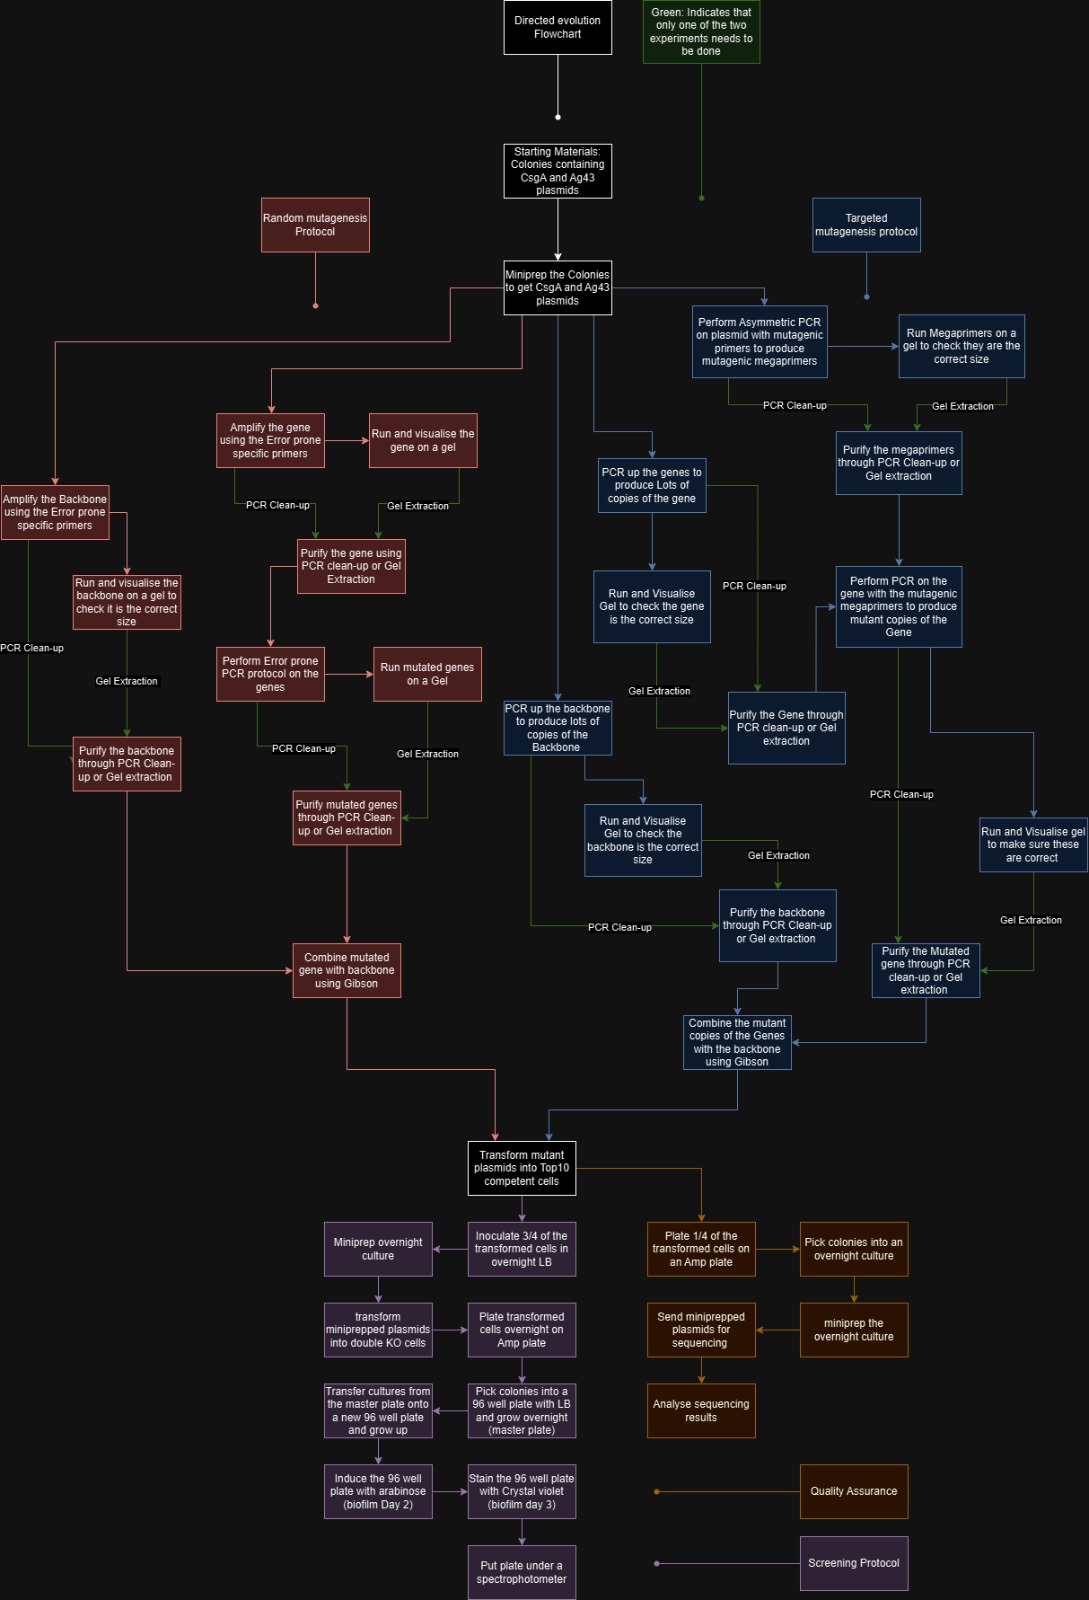 Directed evolution
Flowchart
Green: Indicates that
only one of the two
experiments needs to
be done
Starting Materials:
Colonies containing
CsgA and Ag43
plasmids
Random mutagenesis
Protocol
Targeted
mutagenesis protocol
Miniprep the Colonies
to get CsgA and Ag43
plasmids
Perform Asymmetric PCR
on plasmid with mutagenic
primers to produce
mutagenic megaprimers
Run Megaprimers on a
gel to check they are the
correct size
PCR Clean-up
Gel Extraction
Amplify the gene
using the Error prone
specific primers
Run and visualise the
gene on a gel
Purify the megaprimers
through PCR Clean-up or
Gel extraction
PCR up the genes to
produce Lots of
copies of the gene
Amplify the Backbone
using the Error prone
specific primers
PCR Clean-up
Gel Extraction
Purify the gene using
PCR clean-up or Gel
Extraction
Run and visualise the
backbone on a gel to
check it is the correct
size
Run and Visualise
Gel to check the gene
is the correct size
PCR Clean-up
Perform PCR on the
gene with the mutagenic
megaprimers to produce
mutant copies of the
Gene
PCR Clean-up
Gel Extraction
Perform Error prone
PCR protocol on the
genes
Run mutated genes
on a Gel
Gel Extraction
PCR up the backbone
to produce lots of
copies of the
Backbone
Purify the Gene through
PCR clean-up or Gel
extraction
Purify the backbone
through PCR Clean-
up or Gel extraction
PCR Clean-up
Gel Extraction
PCR Clean-up
Purify mutated genes
through PCR Clean-
up or Gel extraction
Run and Visualise
Gel to check the
backbone is the correct
size
Gel Extraction
Run and Visualise gel
to make sure these
are correct
PCR Clean-up
Purify the backbone
through PCR Clean-up
or Gel extraction
Gel Extraction
Combine mutated
gene with backbone
using Gibson
Purify the Mutated
gene through PCR
clean-up or Gel
extraction
Combine the mutant
copies of the Genes
with the backbone
using Gibson
Transform mutant
plasmids into Top10
competent cells
Miniprep overnight
culture
Inoculate 3/4 of the
transformed cells in
overnight LB
Plate 1/4 of the
transformed cells on
an Amp plate
Pick colonies into an
overnight culture
transform
miniprepped plasmids
into double KO cells
Plate transformed
cells overnight on
Amp plate
Send miniprepped
plasmids for
sequencing
miniprep the
overnight culture
Transfer cultures from
the master plate onto
a new 96 well plate
and grow up
Pick colonies into a
96 well plate with LB
and grow overnight
(master plate)
Analyse sequencing
results
Induce the 96 well
plate with arabinose
(biofilm Day 2)
Stain the 96 well plate
with Crystal violet
(biofilm day 3)
Quality Assurance
Put plate under a
spectrophotometer
Screening Protocol